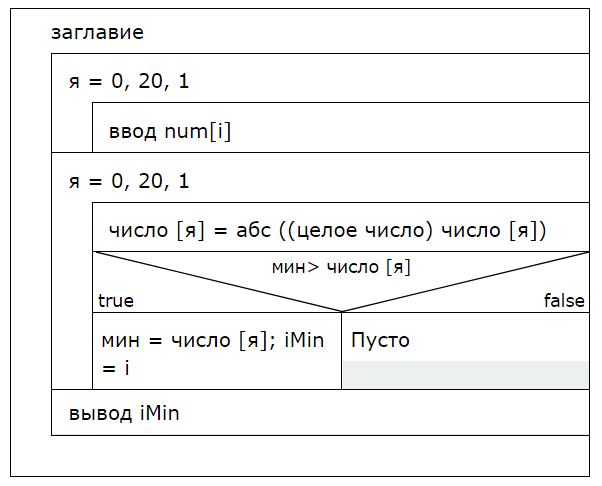 заглавие
я = 0, 20, 1
ввод num[i]
я = 0, 20, 1
число [я] = абс ((целое число) число [я])
мин> число [я]
true
false
мин = число [я]; iMin
= i
Пусто
вывод iMin